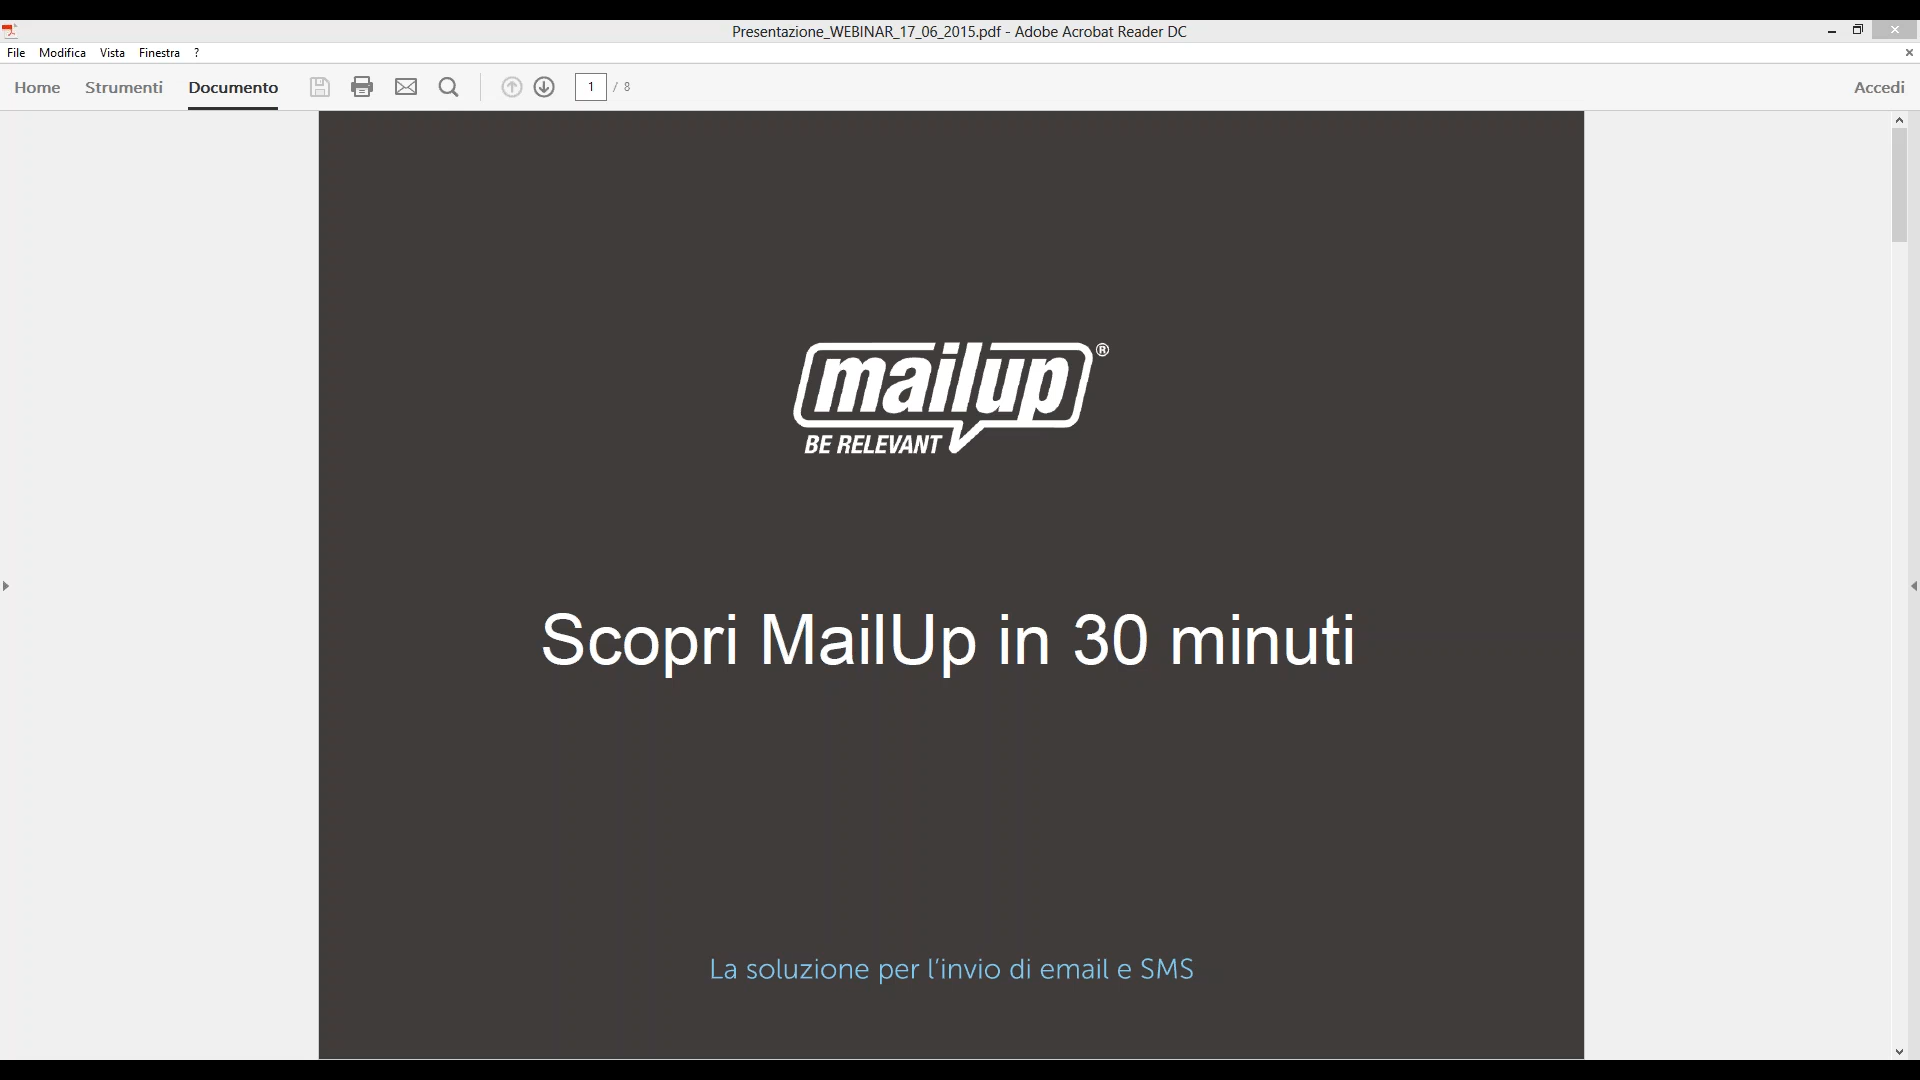 Presentazione_WEBINAR_17_06_2015.pdf - Adobe Acrobat Reader DC
File Modifica Vista Finestra ?
Home Strumenti Documento 1 / 8 Accedi
mailup®
BE RELEVANT
Scopri MailUp in 30 minuti
La soluzione per l'invio di email e SMS